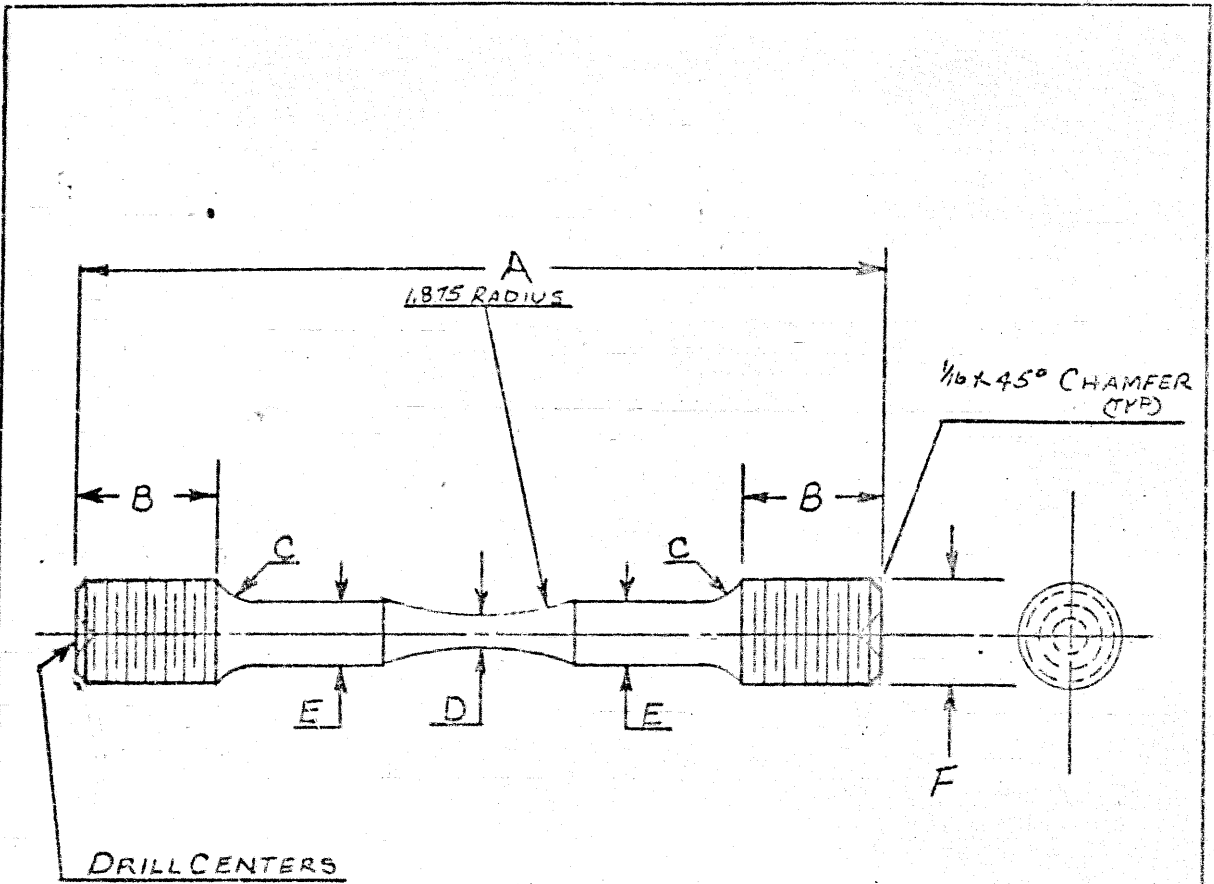 A
1.875 RADIUS
1/16 x 45° CHAMFER
(TYP)
B
B
C
C
E
D
E
F
DRILL CENTERS